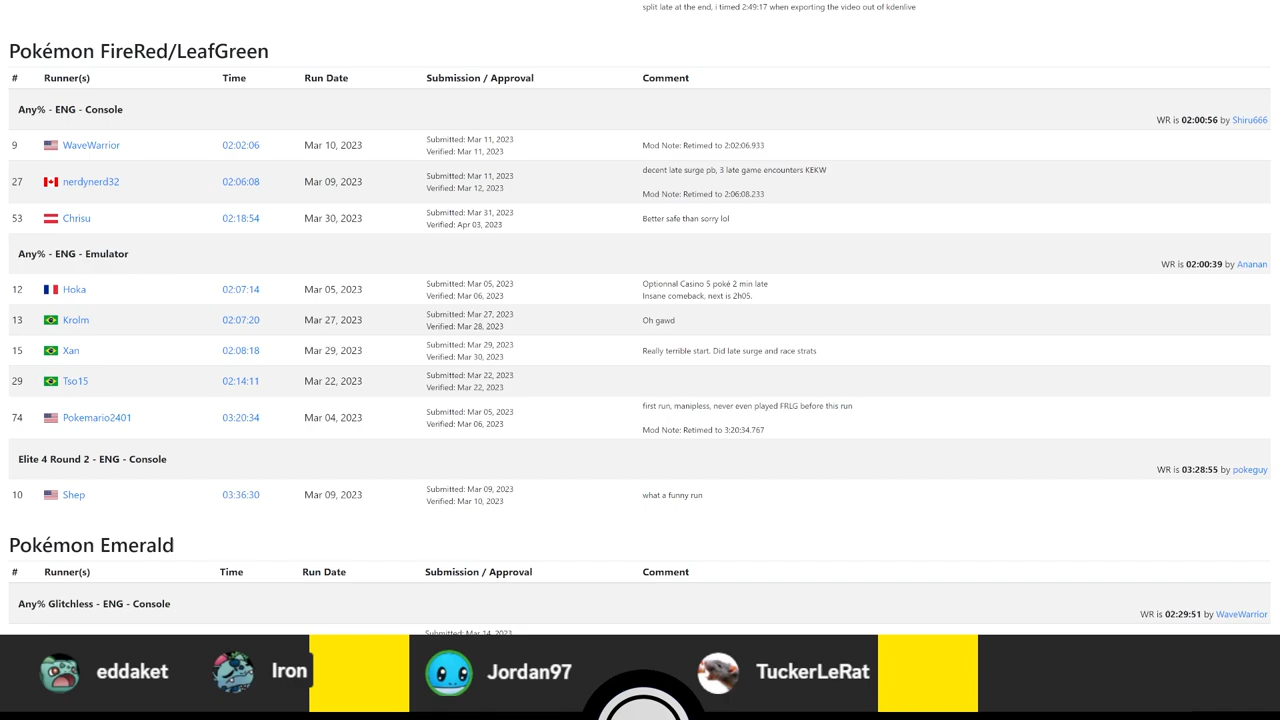 split late at the end, i timed 2:49:17 when exporting the video out of kdenlive
Pokémon FireRed/LeafGreen
# Runner(s) Time Run Date Submission / Approval Comment
Any% - ENG - Console
WR is 02:00:56 by Shiru666
9 WaveWarrior 02:02:06 Mar 10, 2023 Submitted: Mar 11, 2023
Verified: Mar 11, 2023
Mod Note: Retimed to 2:02:06.933
27 nerdynerd32 02:06:08 Mar 09, 2023 Submitted: Mar 11, 2023
Verified: Mar 12, 2023
decent late surge pb, 3 late game encounters KEKW
Mod Note: Retimed to 2:06:08.233
53 Chrisu 02:18:54 Mar 30, 2023 Submitted: Mar 31, 2023
Verified: Apr 03, 2023
Better safe than sorry lol
Any% - ENG - Emulator
WR is 02:00:39 by Ananan
12 Hoka 02:07:14 Mar 05, 2023 Submitted: Mar 05, 2023
Verified: Mar 06, 2023
Optionnal Casino 5 poké 2 min late
Insane comeback, next is 2h05.
13 Krolm 02:07:20 Mar 27, 2023 Submitted: Mar 27, 2023
Verified: Mar 28, 2023
Oh gawd
15 Xan 02:08:18 Mar 29, 2023 Submitted: Mar 29, 2023
Verified: Mar 30, 2023
Really terrible start. Did late surge and race strats
29 Tso15 02:14:11 Mar 22, 2023 Submitted: Mar 22, 2023
Verified: Mar 22, 2023
74 Pokemario2401 03:20:34 Mar 04, 2023 Submitted: Mar 05, 2023
Verified: Mar 06, 2023
first run, manipless, never even played FRLG before this run
Mod Note: Retimed to 3:20:34.767
Elite 4 Round 2 - ENG - Console
WR is 03:28:55 by pokeguy
10 Shep 03:36:30 Mar 09, 2023 Submitted: Mar 09, 2023
Verified: Mar 10, 2023
what a funny run
Pokémon Emerald
# Runner(s) Time Run Date Submission / Approval Comment
Any% Glitchless - ENG - Console
WR is 02:29:51 by WaveWarrior
Submitted: Mar 14, 2023
eddaket Iron Jordan97 TuckerLeRat